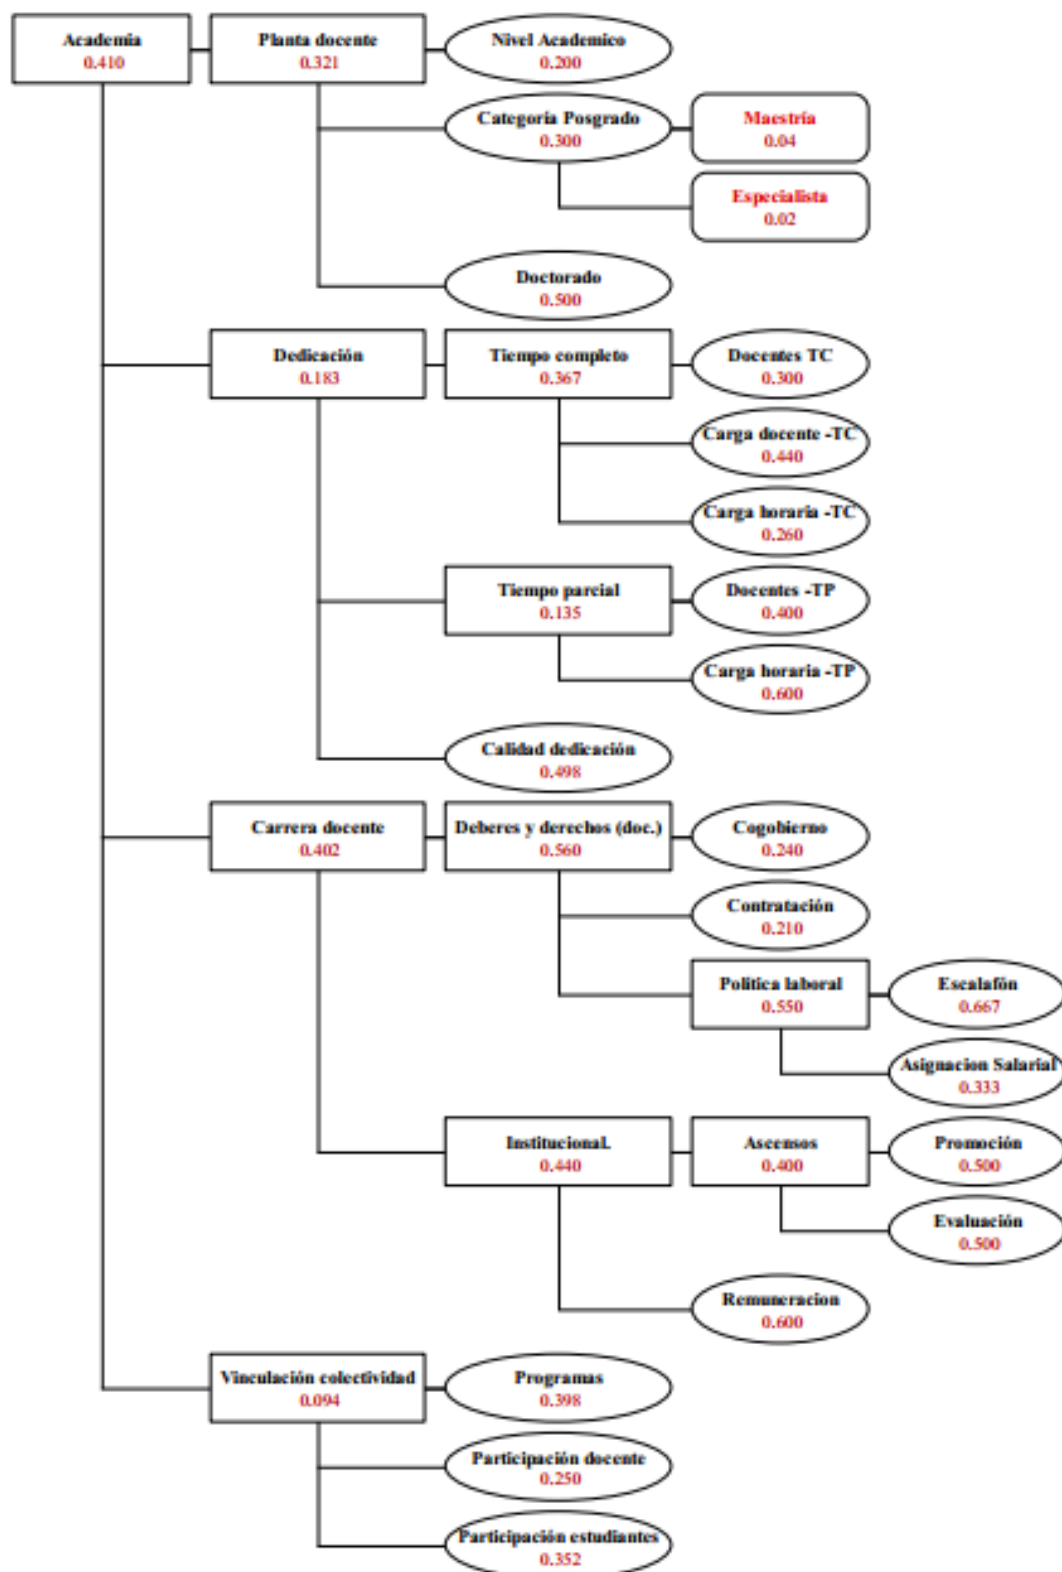 Academia
0.410
Planta docente
0.321
Nivel Academico
0.200
Categoría Posgrado
0.300
Maestría
0.04
Especialista
0.02
Doctorado
0.500
Dedicación
0.183
Tiempo completo
0.367
Docentes TC
0.300
Carga docente -TC
0.440
Carga horaria -TC
0.260
Tiempo parcial
0.135
Docentes -TP
0.400
Carga horaria -TP
0.600
Calidad dedicación
0.498
Carrera docente
0.402
Deberes y derechos (doc.)
0.560
Cogobierno
0.240
Contratación
0.210
Política laboral
0.550
Escalafón
0.667
Asignacion Salarial
0.333
Institucional.
0.440
Ascensos
0.400
Promoción
0.500
Evaluación
0.500
Remuneracion
0.600
Vinculación colectividad
0.094
Programas
0.398
Participación docente
0.250
Participación estudiantes
0.352